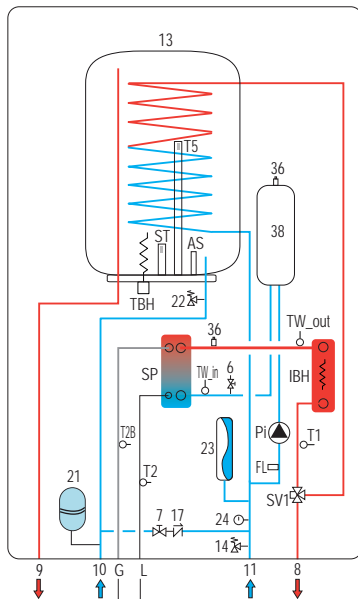 13
36
T5
38
ST
AS
TBH
22
36
TW_out
SP
TW_in
6
IBH
T2B
23
Pi
T1
T2
FL
21
SV1
7
17
24
14
9
10
G
L
11
8